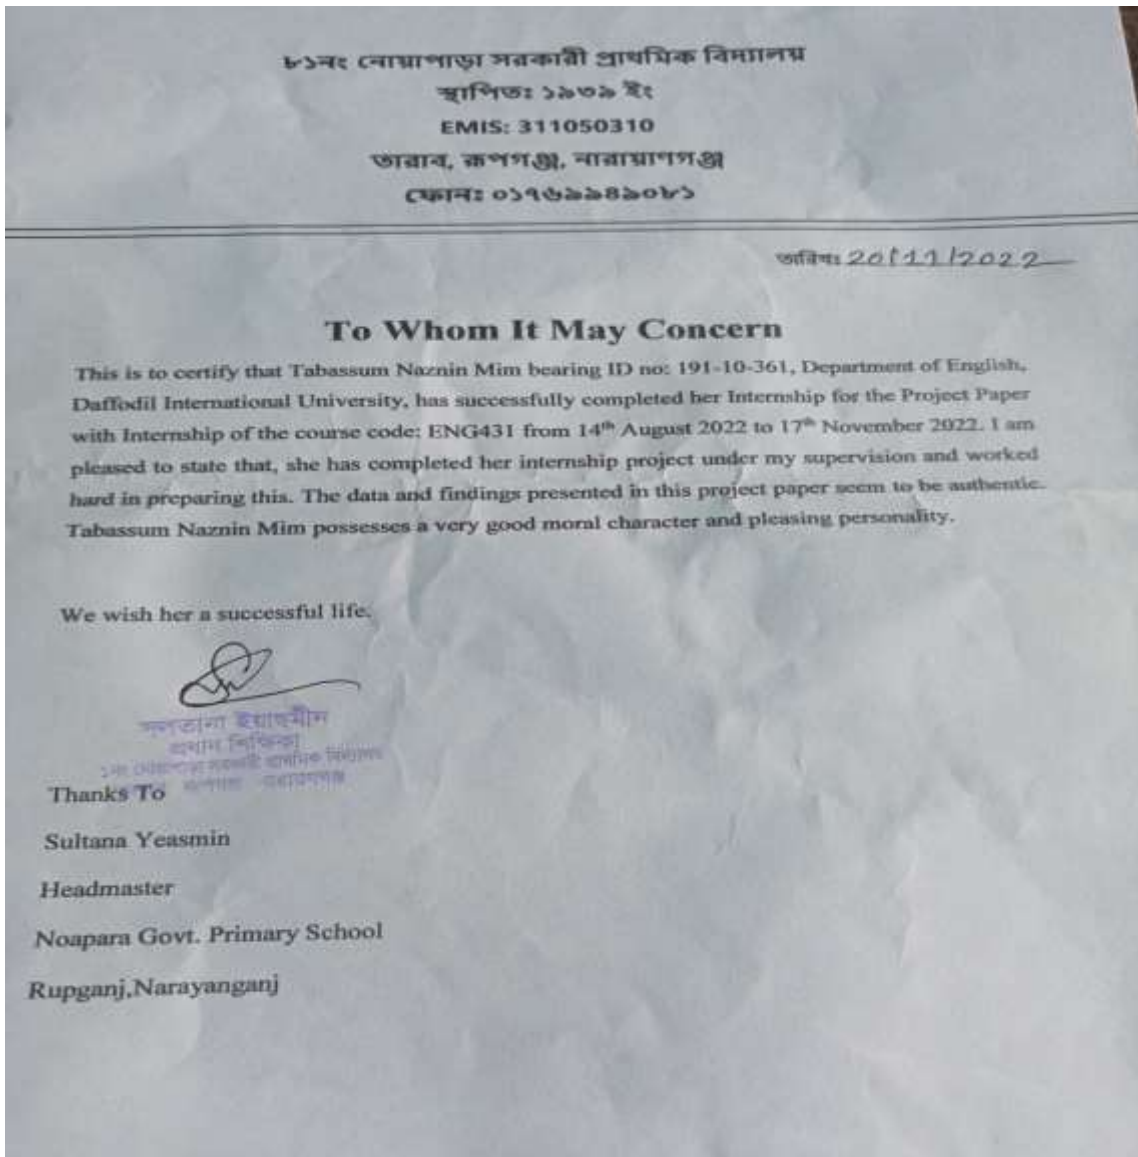 ৮১নং নোয়াপাড়া সরকারী প্রাথমিক বিদ্যালয়
স্থাপিতঃ ১৯৩৯ ইং
EMIS: 311050310
তারাব, রূপগঞ্জ, নারায়াণগঞ্জ
ফোনঃ ০১৭৬৯৯৪৯০৮১
তারিখঃ 20/11/2022
To Whom It May Concern
This is to certify that Tabassum Naznin Mim bearing ID no: 191-10-361, Department of English,
Daffodil International University, has successfully completed her Internship for the Project Paper
with Internship of the course code: ENG431 from 14th August 2022 to 17th November 2022. I am
pleased to state that, she has completed her internship project under my supervision and worked
hard in preparing this. The data and findings presented in this project paper seem to be authentic.
Tabassum Naznin Mim possesses a very good moral character and pleasing personality.
We wish her a successful life.
ইয়াছমীন
প্রধান শিক্ষিকা
সরকারী প্রাথমিক বিদ্যালয়
Thanks To
Sultana Yeasmin
Headmaster
Noapara Govt. Primary School
Rupganj,Narayanganj